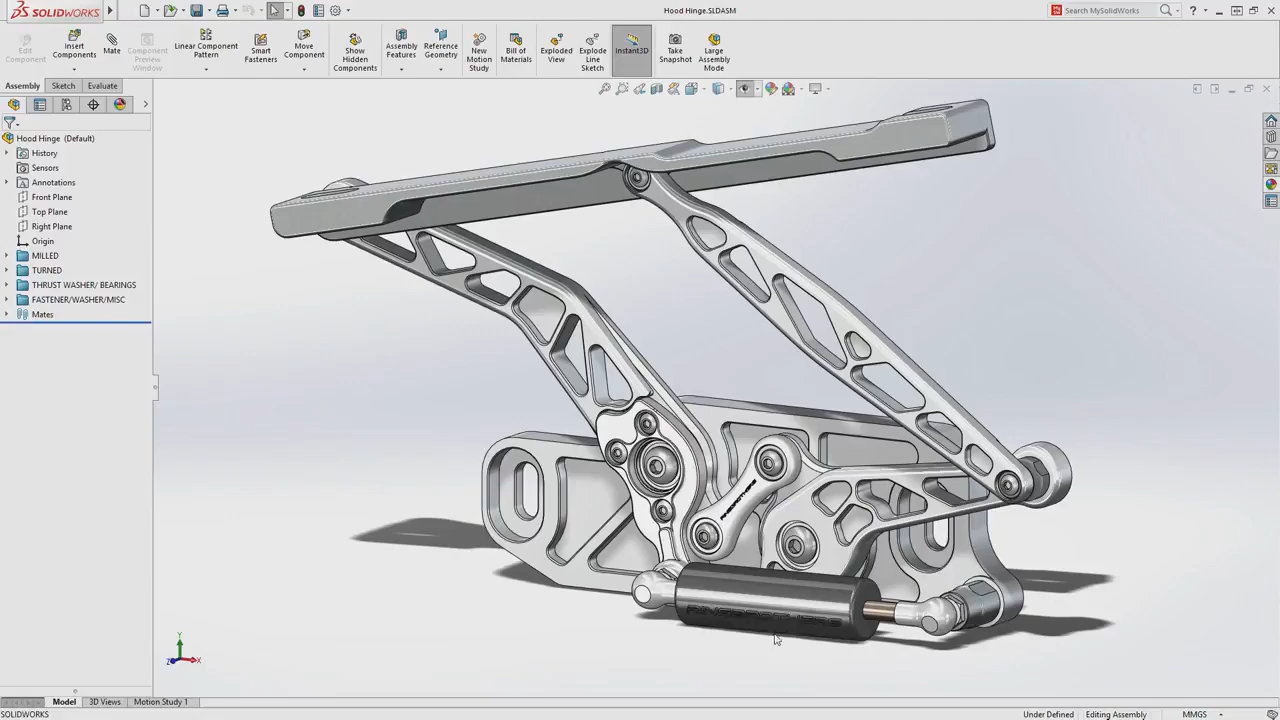 SOLIDWORKS
Hood Hinge.SLDASM
Search MySolidWorks
Edit Component
Insert Components
Mate
Component Preview Window
Linear Component Pattern
Smart Fasteners
Move Component
Show Hidden Components
Assembly Features
Reference Geometry
New Motion Study
Bill of Materials
Exploded View
Explode Line Sketch
Instant3D
Take Snapshot
Large Assembly Mode
Assembly
Sketch
Evaluate
Hood Hinge (Default)
History
Sensors
Annotations
Front Plane
Top Plane
Right Plane
Origin
MILLED
TURNED
THRUST WASHER/ BEARINGS
FASTENER/WASHER/MISC
Mates
RINGBROTHERS
RINGBROTHERS
Y
Z
X
Model
3D Views
Motion Study 1
SOLIDWORKS
Under Defined
Editing Assembly
MMGS